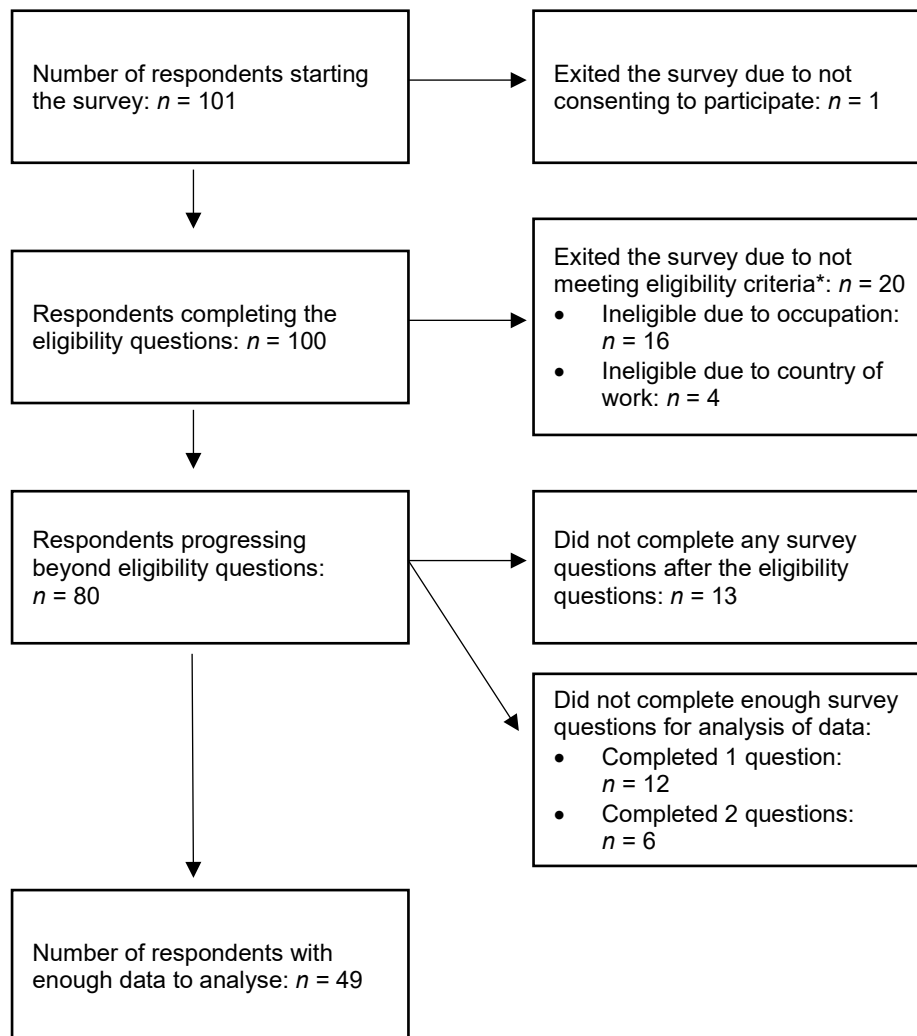 Number of respondents starting
the survey: n = 101
Exited the survey due to not
consenting to participate: n = 1
Respondents completing the
eligibility questions: n = 100
Exited the survey due to not
meeting eligibility criteria*: n = 20
• Ineligible due to occupation:
n = 16
• Ineligible due to country of
work: n = 4
Respondents progressing
beyond eligibility questions:
n = 80
Did not complete any survey
questions after the eligibility
questions: n = 13
Did not complete enough survey
questions for analysis of data:
• Completed 1 question:
n = 12
• Completed 2 questions:
n = 6
Number of respondents with
enough data to analyse: n = 49